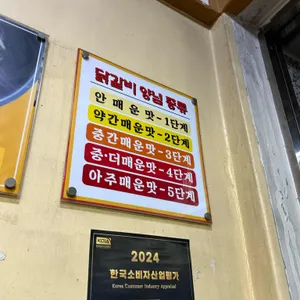 닭갈비 양념 종류
안 매운맛-1단계
약간매운맛-2단계
중간매운맛-3단계
중·더매운맛-4단계
아주매운맛-5단계
2024
한국소비자산업평가
Korea Customer Industry Appraisal